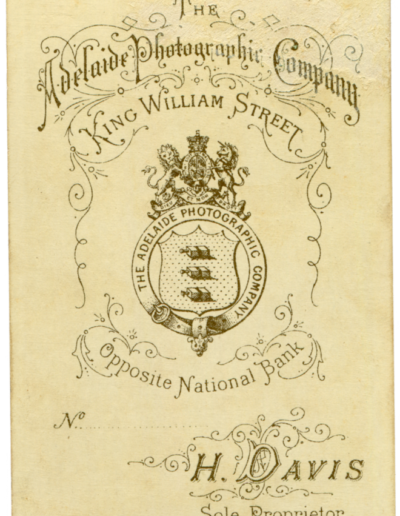 THE
Adelaide Photographic Company
KING WILLIAM STREET
THE ADELAIDE PHOTOGRAPHIC COMPANY
Opposite National Bank
No
H. DAVIS
Sole Proprietor